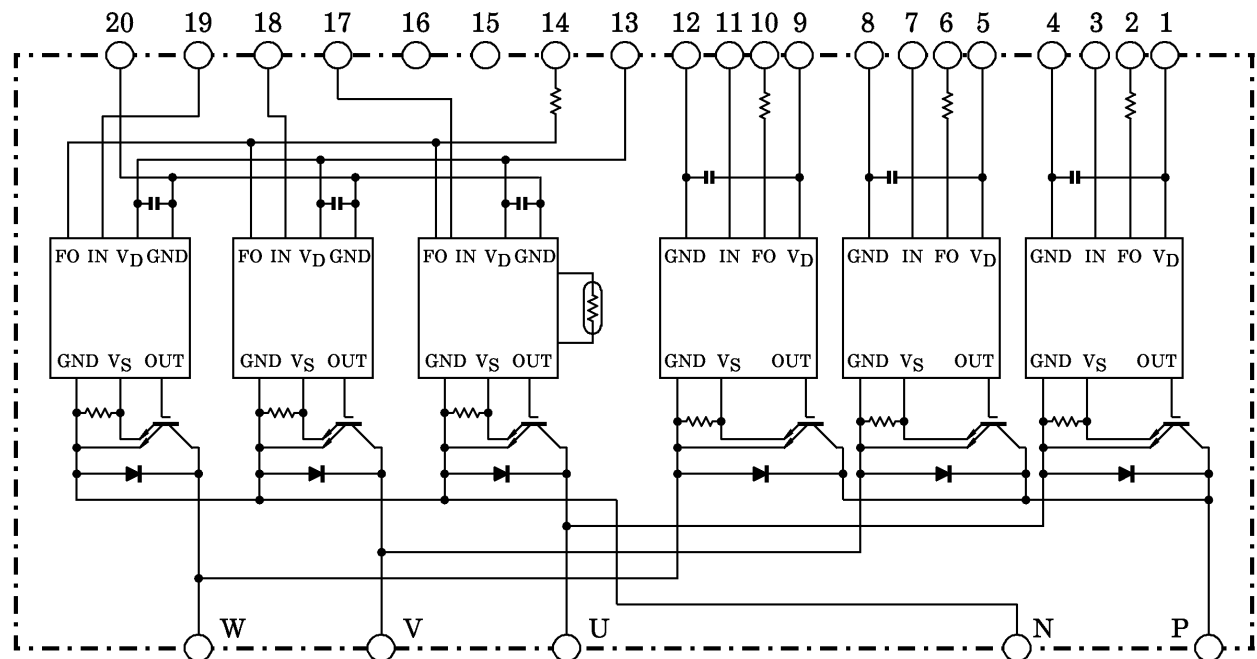 20 19 18 17 16 15 14 13 12 11 10 9 8 7 6 5 4 3 2 1
FO IN VD GND FO IN VD GND FO IN VD GND GND IN FO VD GND IN FO VD GND IN FO VD
GND VS OUT GND VS OUT GND VS OUT GND VS OUT GND VS OUT GND VS OUT
W V U N P